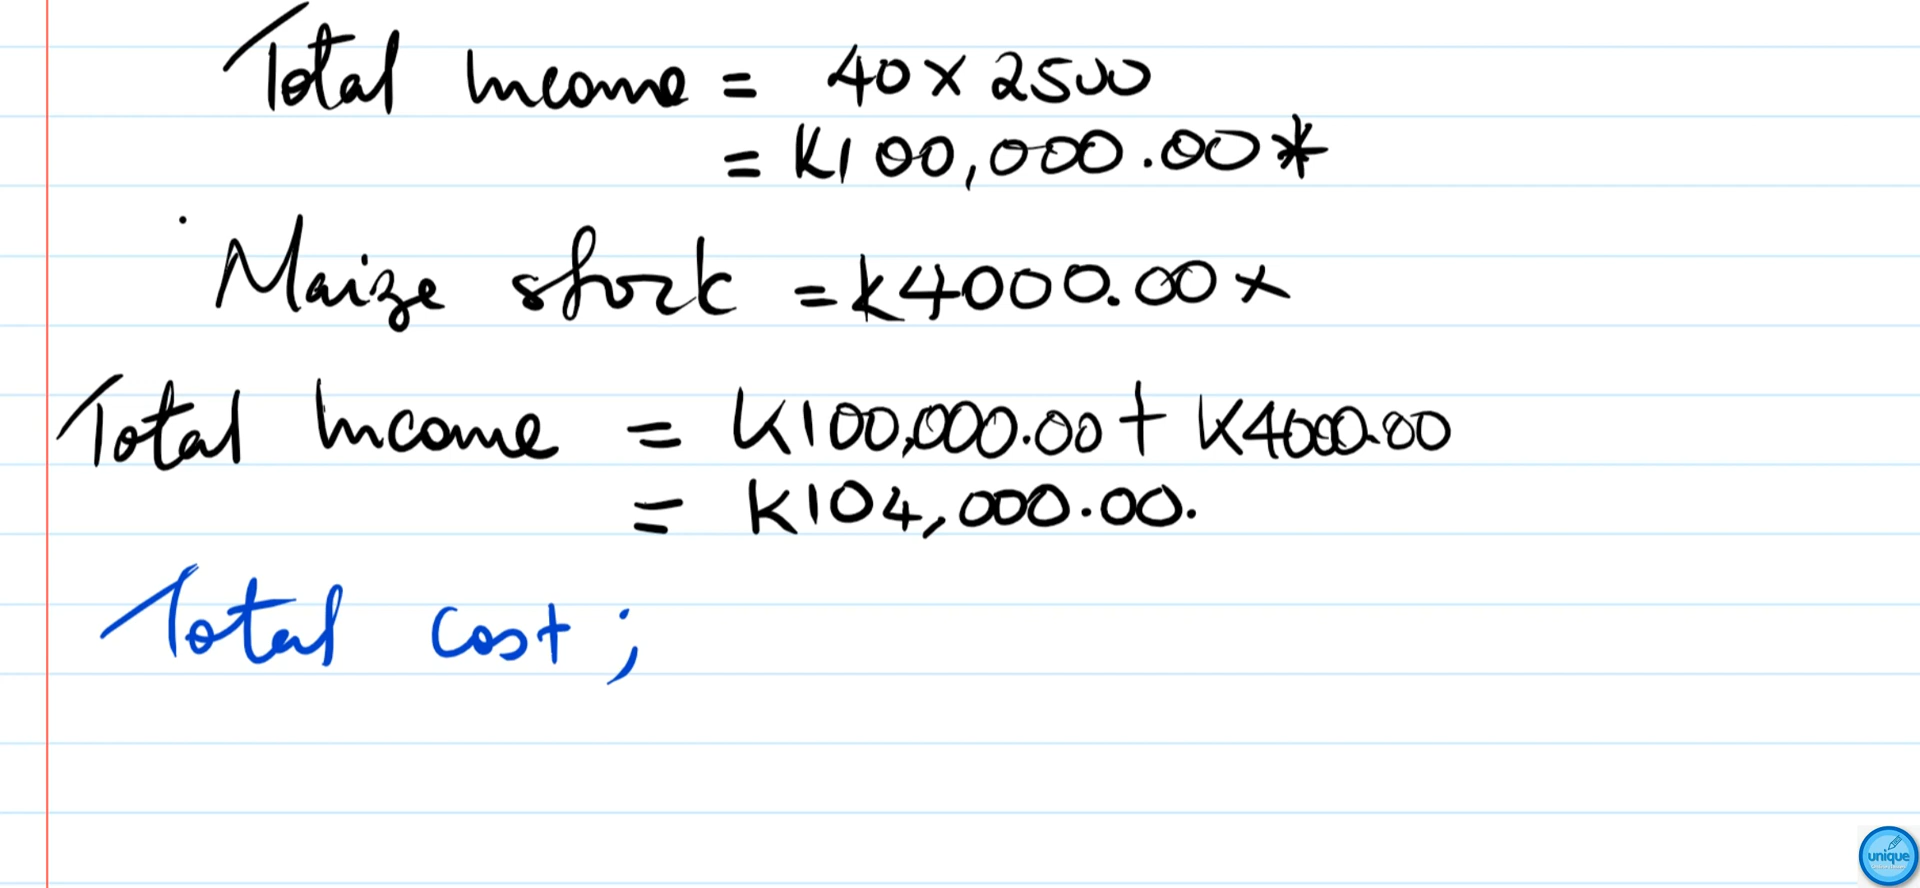 Total Income = 40 x 2500
= K100,000.00*
Maize stock = K4000.00 x
Total Income = K100,000.00 + K4000.00
= K104,000.00.
Total cost ;
unique